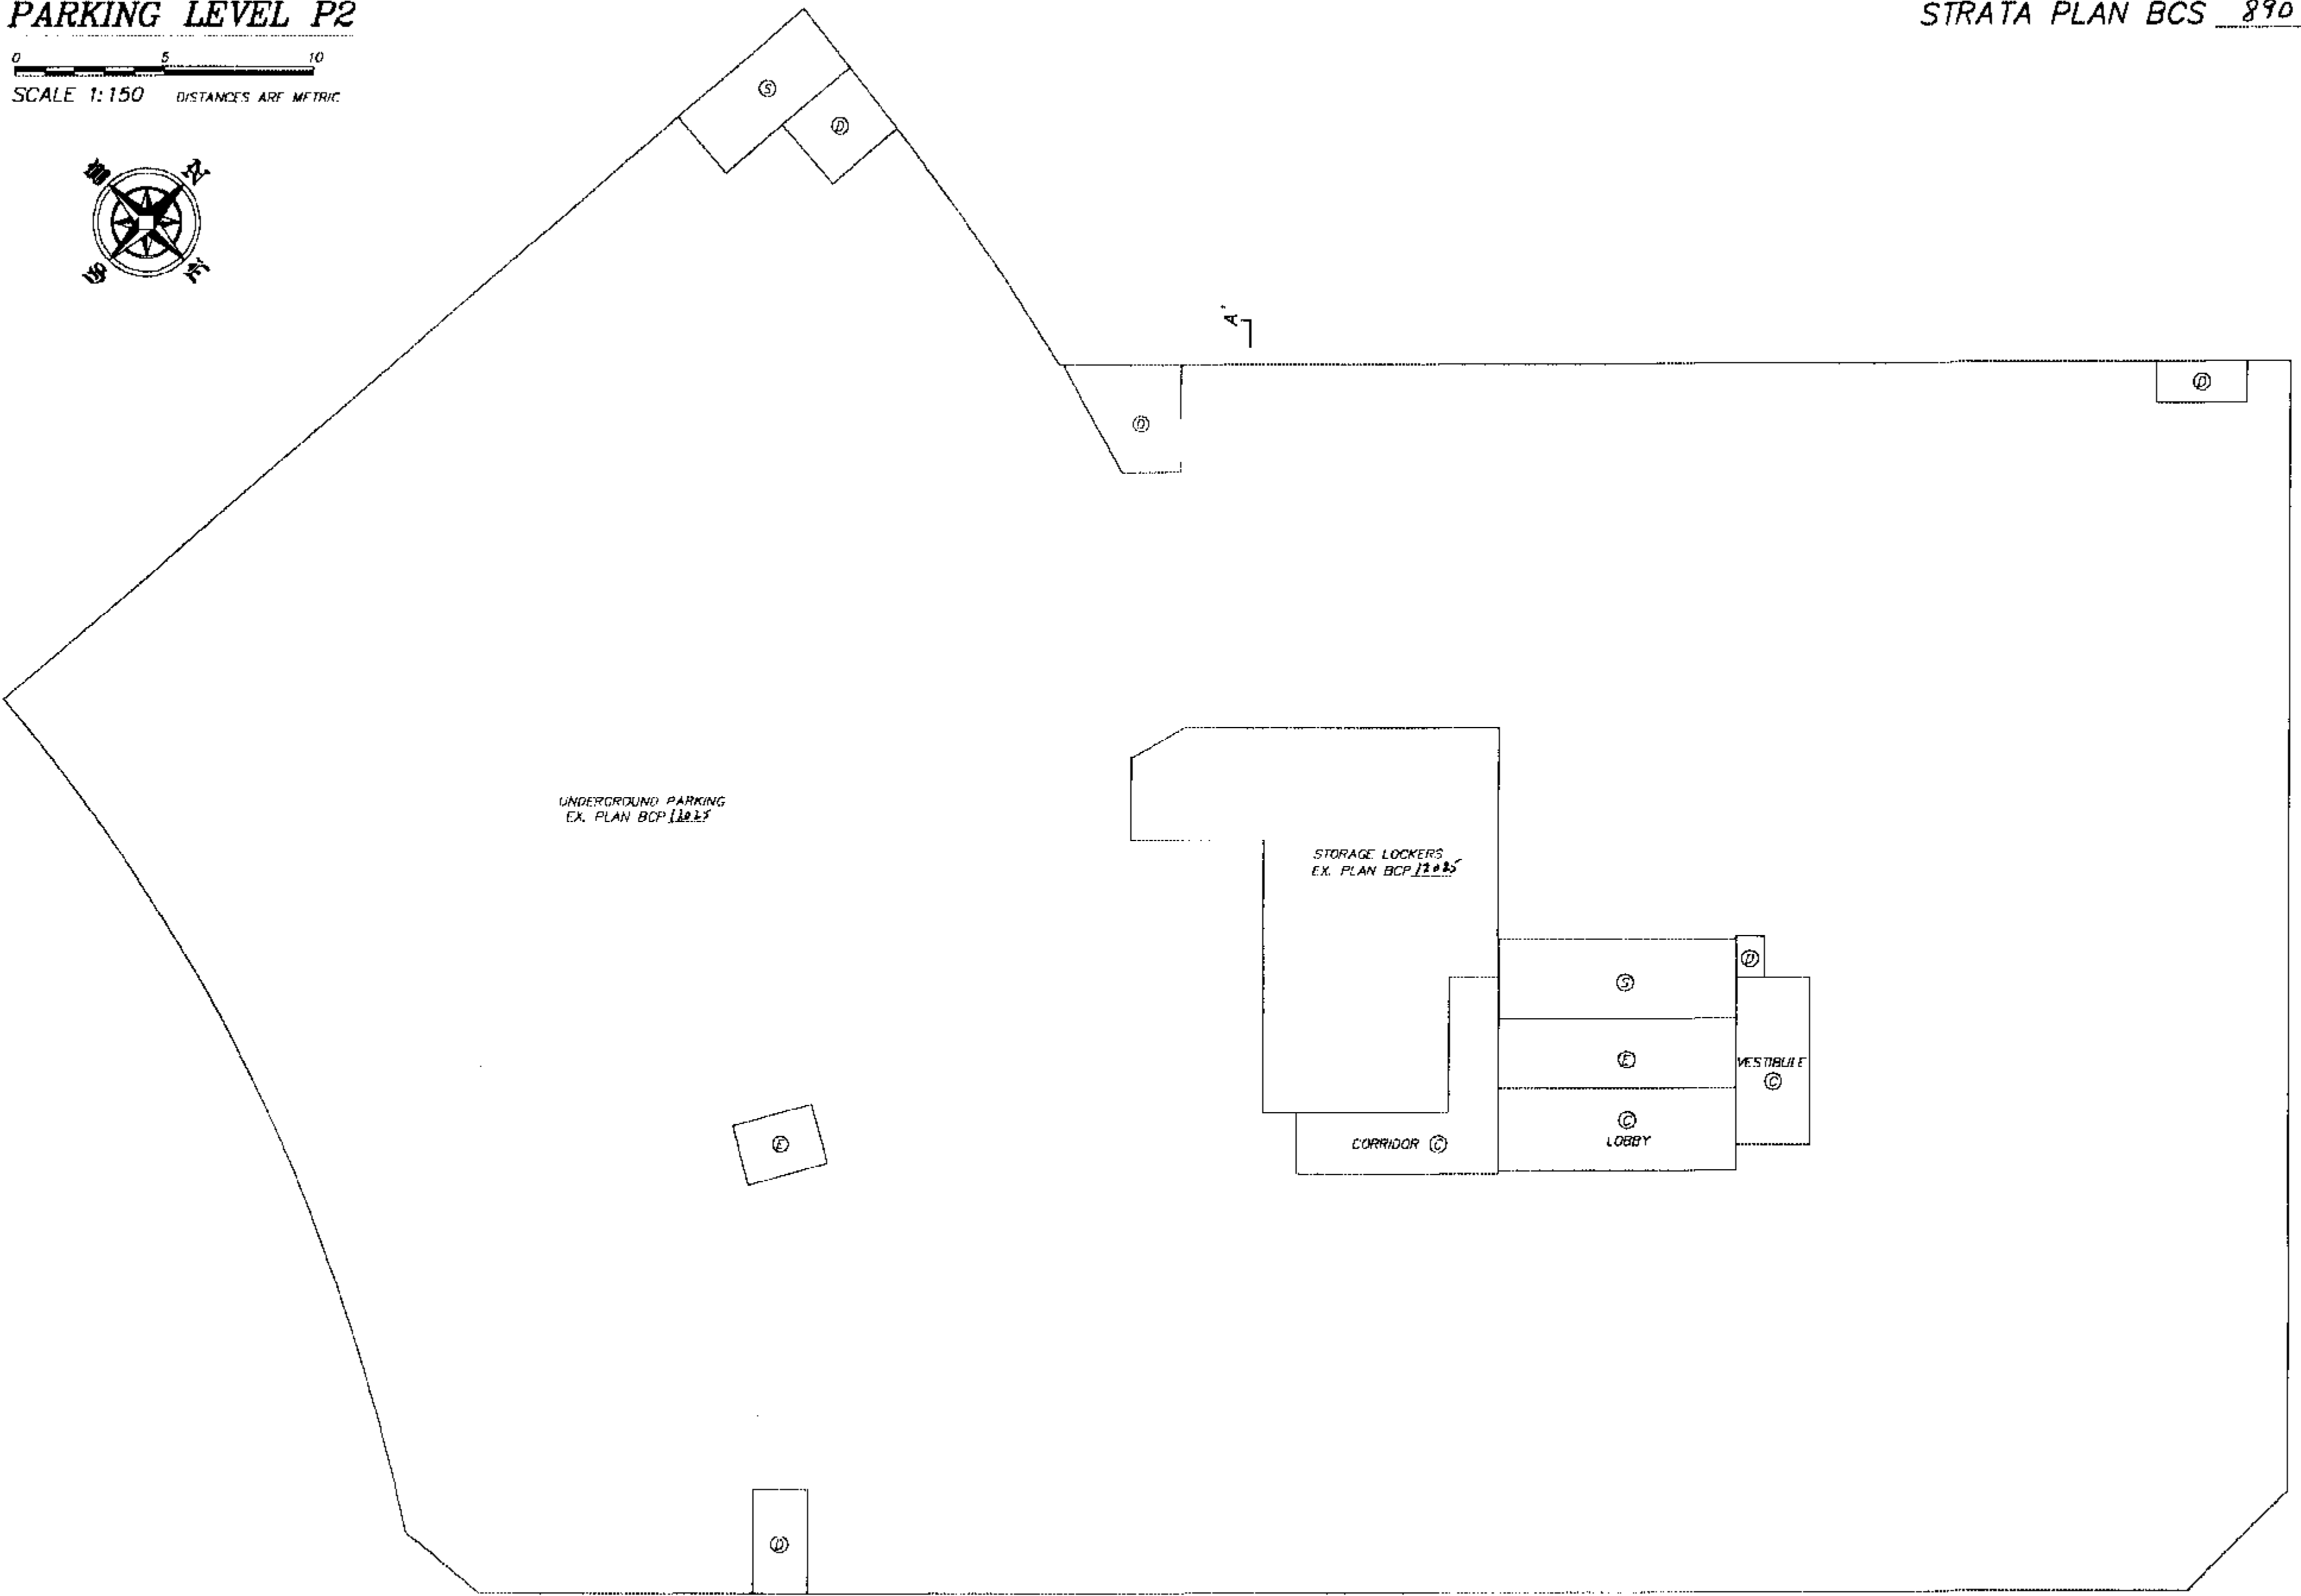 PARKING LEVEL P2
STRATA PLAN BCS 890
0 5 10
SCALE 1:150 DISTANCES ARE METRIC
W N
S E
S
D
A'
D
D
UNDERGROUND PARKING
EX. PLAN BCP
STORAGE LOCKERS
EX. PLAN BCP 12025
D
S
E
VESTIBULE
C
C
LOBBY
CORRIDOR C
E
D